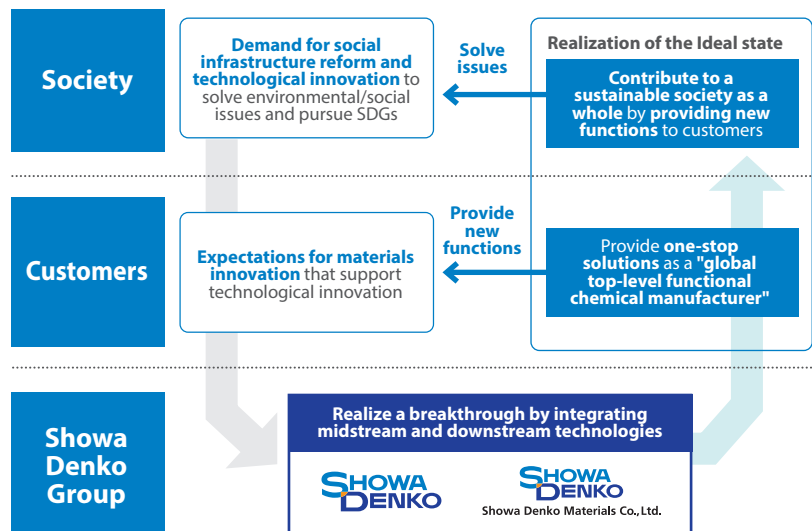 Society
Demand for social
infrastructure reform and
technological innovation to
solve environmental/social
issues and pursue SDGs
Solve
issues
Realization of the Ideal state
Contribute to a
sustainable society as a
whole by providing new
functions to customers
Customers
Expectations for materials
innovation that support
technological innovation
Provide
new
functions
Provide one-stop
solutions as a "global
top-level functional
chemical manufacturer"
Showa
Denko
Group
Realize a breakthrough by integrating
midstream and downstream technologies
SHOWA
DENKO
SHOWA
DENKO
Showa Denko Materials Co.,Ltd.